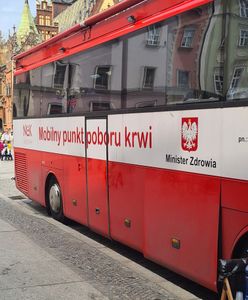 NCK
Mobilny punkt poboru krwi
Minister Zdrowia